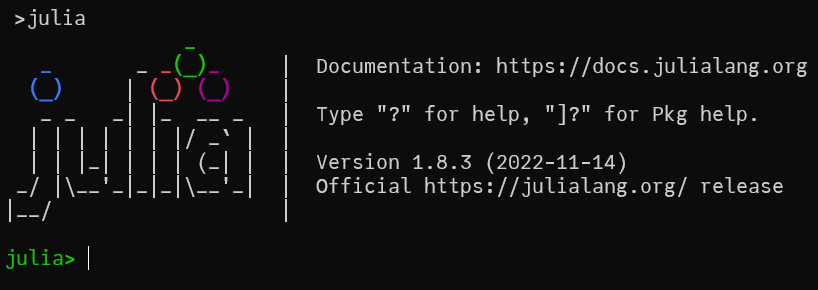 >julia
Documentation: https://docs.julialang.org
Type "?" for help, "]?" for Pkg help.
Version 1.8.3 (2022-11-14)
Official https://julialang.org/ release
julia>